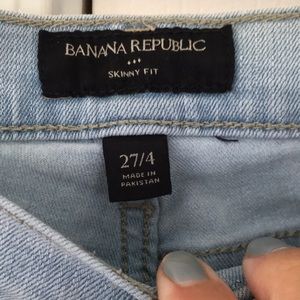 BANANA REPUBLIC
SKINNY FIT
27/4
MADE IN
PAKISTAN